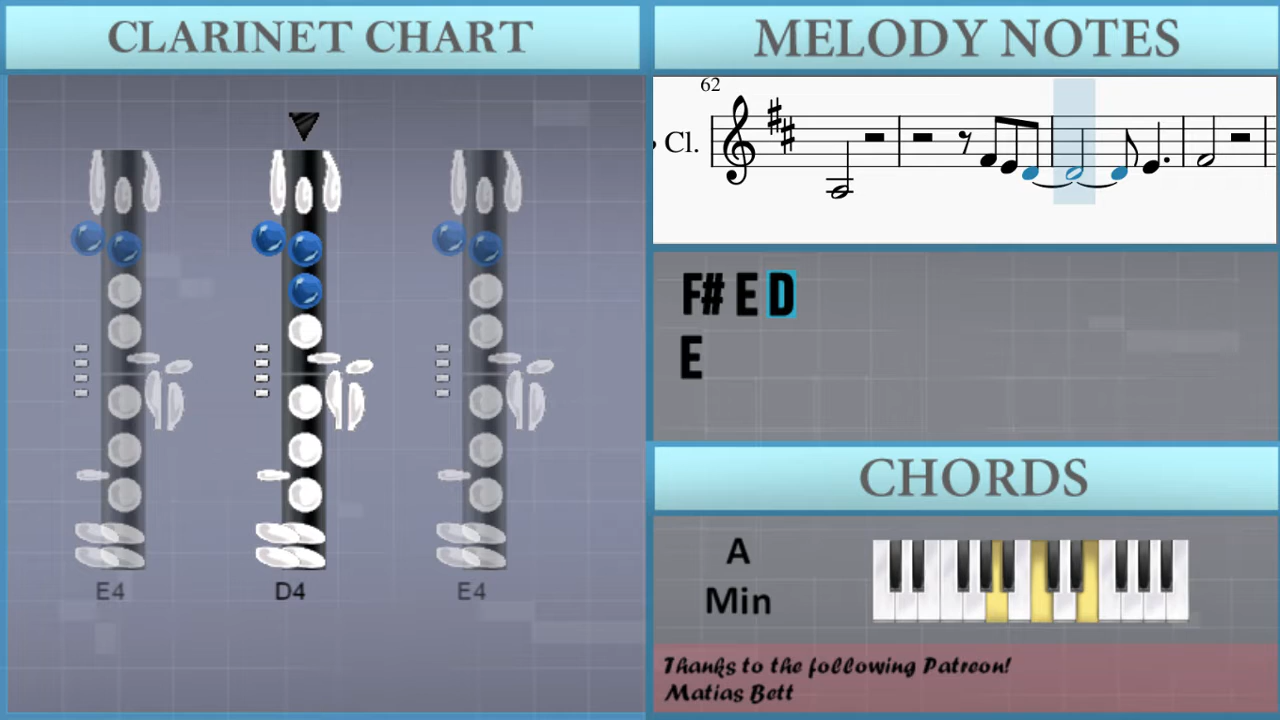 CLARINET CHART
E4
D4
E4
MELODY NOTES
62
Cl.
F# E D
E
CHORDS
A
Min
Thanks to the following Patreon!
Matias Bett